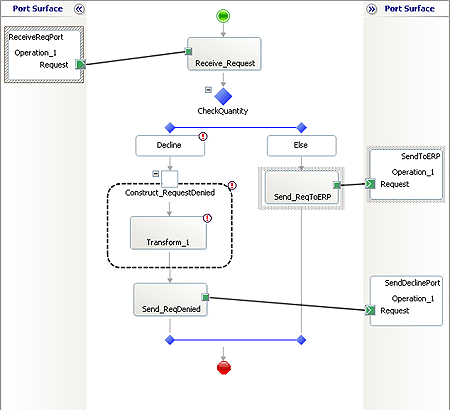 Port Surface
Port Surface
ReceiveReqPort
Operation_1
Request
Receive_Request
CheckQuantity
Decline
Else
Construct_RequestDenied
Transform_1
Send_ReqToERP
SendToERP
Operation_1
Request
Send_ReqDenied
SendDeclinePort
Operation_1
Request